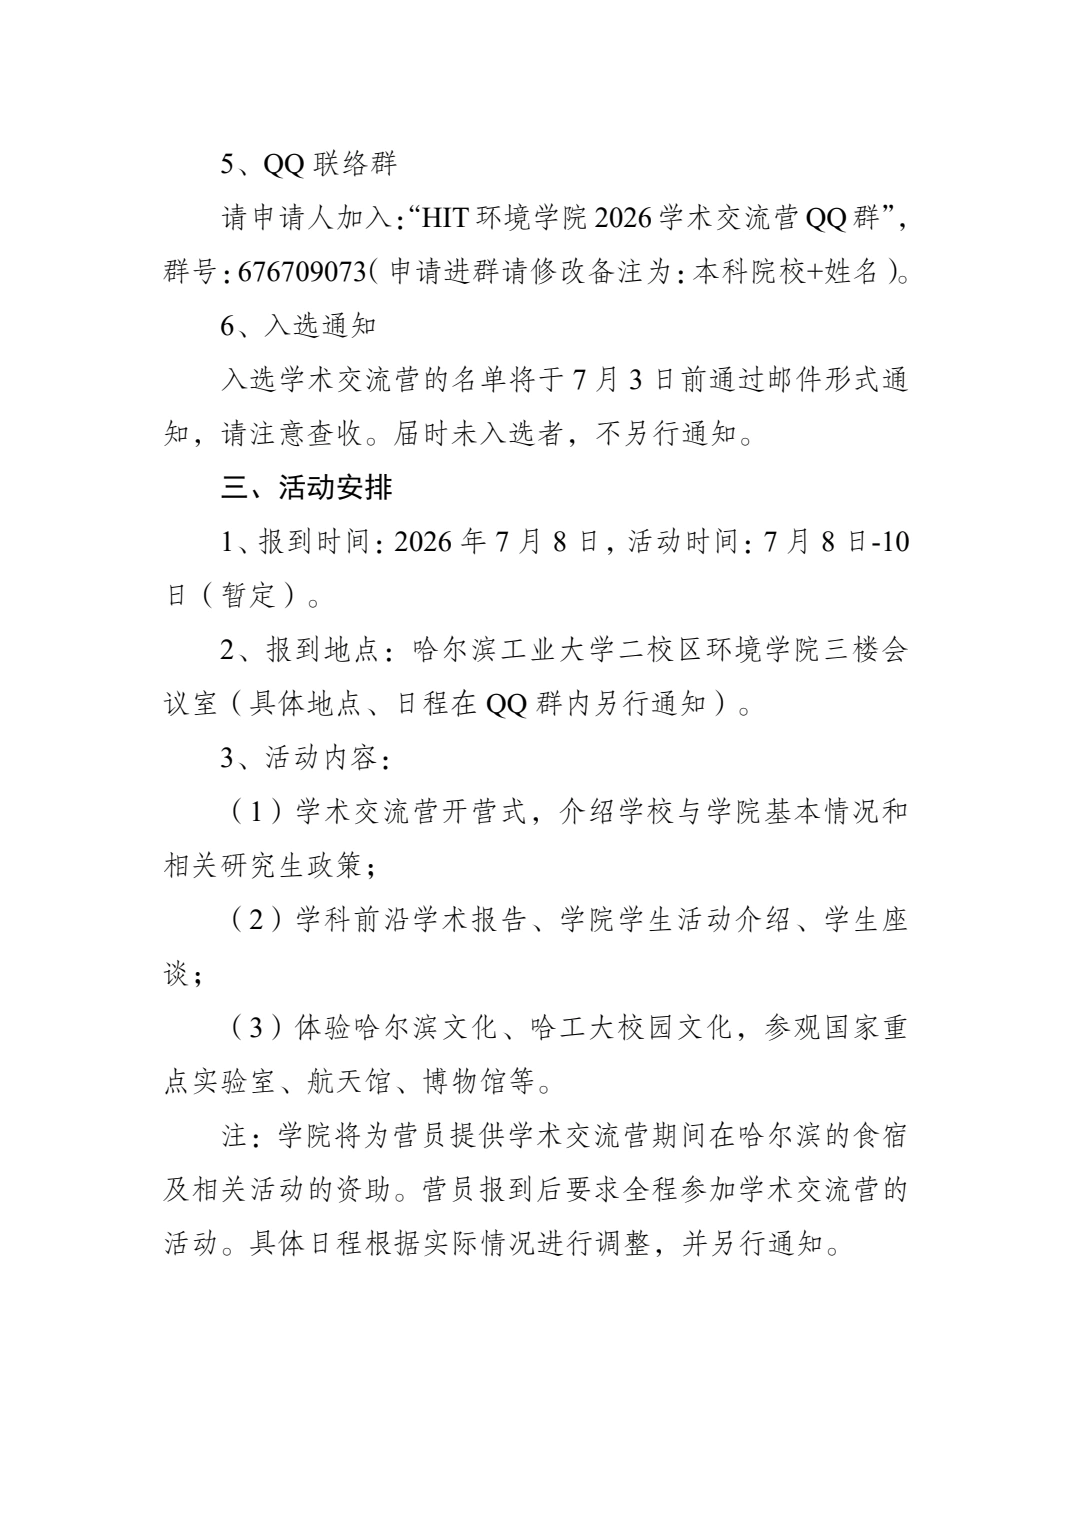 5、QQ 联络群
请申请人加入：“HIT 环境学院 2026 学术交流营 QQ 群”，
群号：676709073（申请进群请修改备注为：本科院校+姓名）。
6、入选通知
入选学术交流营的名单将于 7 月 3 日前通过邮件形式通
知，请注意查收。届时未入选者，不另行通知。
三、活动安排
1、报到时间：2026 年 7 月 8 日，活动时间：7 月 8 日-10
日（暂定）。
2、报到地点：哈尔滨工业大学二校区环境学院三楼会
议室（具体地点、日程在 QQ 群内另行通知）。
3、活动内容：
（1）学术交流营开营式，介绍学校与学院基本情况和
相关研究生政策；
（2）学科前沿学术报告、学院学生活动介绍、学生座
谈；
（3）体验哈尔滨文化、哈工大校园文化，参观国家重
点实验室、航天馆、博物馆等。
注：学院将为营员提供学术交流营期间在哈尔滨的食宿
及相关活动的资助。营员报到后要求全程参加学术交流营的
活动。具体日程根据实际情况进行调整，并另行通知。